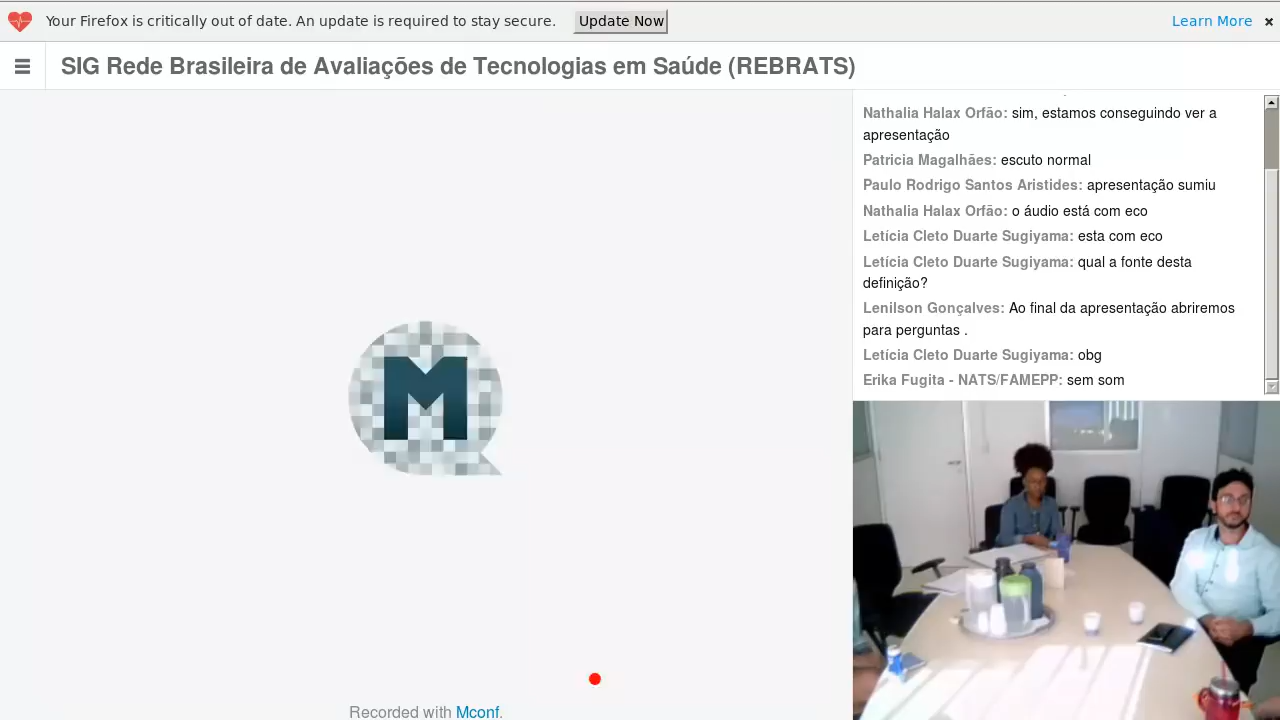 Your Firefox is critically out of date. An update is required to stay secure. Update Now Learn More ×
SIG Rede Brasileira de Avaliações de Tecnologias em Saúde (REBRATS)
Nathalia Halax Orfão: sim, estamos conseguindo ver a
apresentação
Patricia Magalhães: escuto normal
Paulo Rodrigo Santos Aristides: apresentação sumiu
Nathalia Halax Orfão: o áudio está com eco
Letícia Cleto Duarte Sugiyama: esta com eco
Letícia Cleto Duarte Sugiyama: qual a fonte desta
definição?
Lenilson Gonçalves: Ao final da apresentação abriremos
para perguntas .
Letícia Cleto Duarte Sugiyama: obg
Erika Fugita - NATS/FAMEPP: sem som
M
Recorded with Mconf.